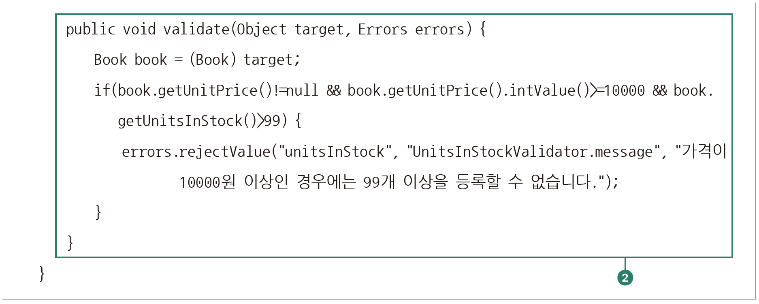 public void validate(Object target, Errors errors) {
Book book = (Book) target;
if(book.getUnitPrice()!=null && book.getUnitPrice().intValue()>=10000 && book.
getUnitsInStock()>99) {
errors.rejectValue("unitsInStock", "UnitsInStockValidator.message", "가격이
10000원 이상인 경우에는 99개 이상을 등록할 수 없습니다.");
}
}
}
2